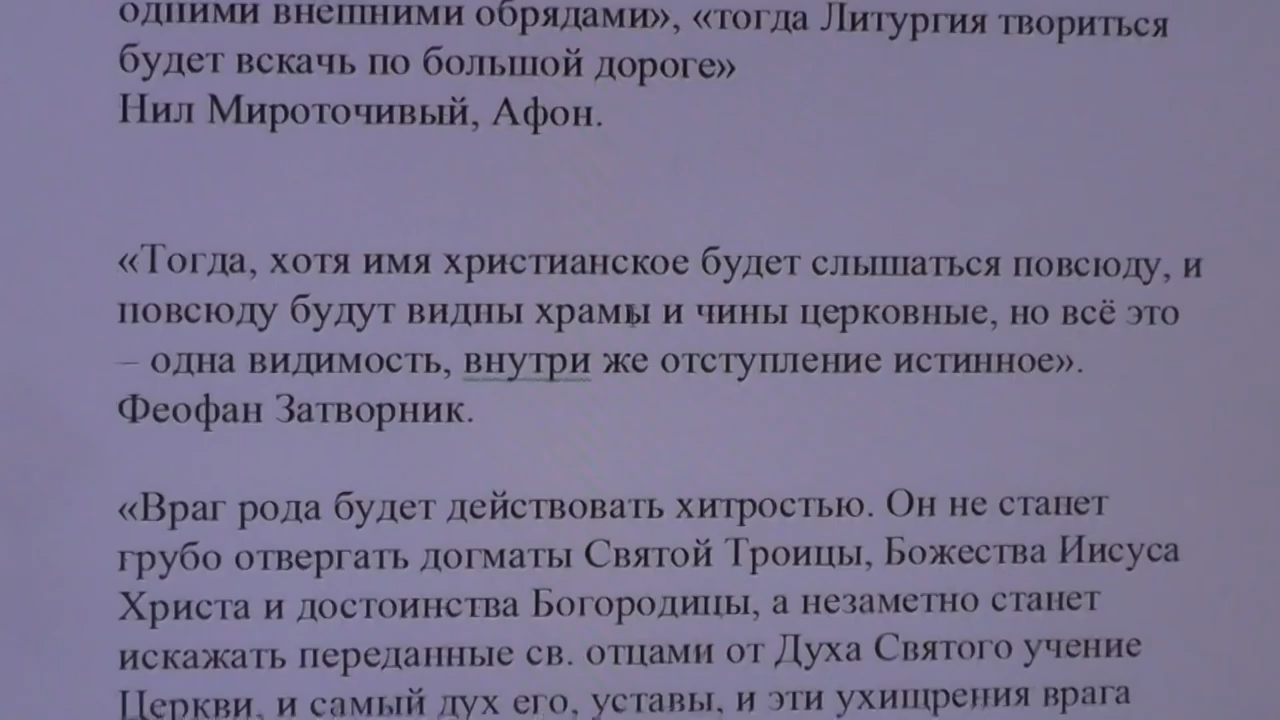 одними внешними обрядами», «тогда Литургия твориться
будет вскачь по большой дороге»
Нил Мироточивый, Афон.
«Тогда, хотя имя христианское будет слышаться повсюду, и
повсюду будут видны храмы и чины церковные, но всё это
– одна видимость, внутри же отступление истинное».
Феофан Затворник.
«Враг рода будет действовать хитростью. Он не станет
грубо отвергать догматы Святой Троицы, Божества Иисуса
Христа и достоинства Богородицы, а незаметно станет
искажать переданные св. отцами от Духа Святого учение
Церкви, и самый дух его, уставы, и эти ухищрения врага